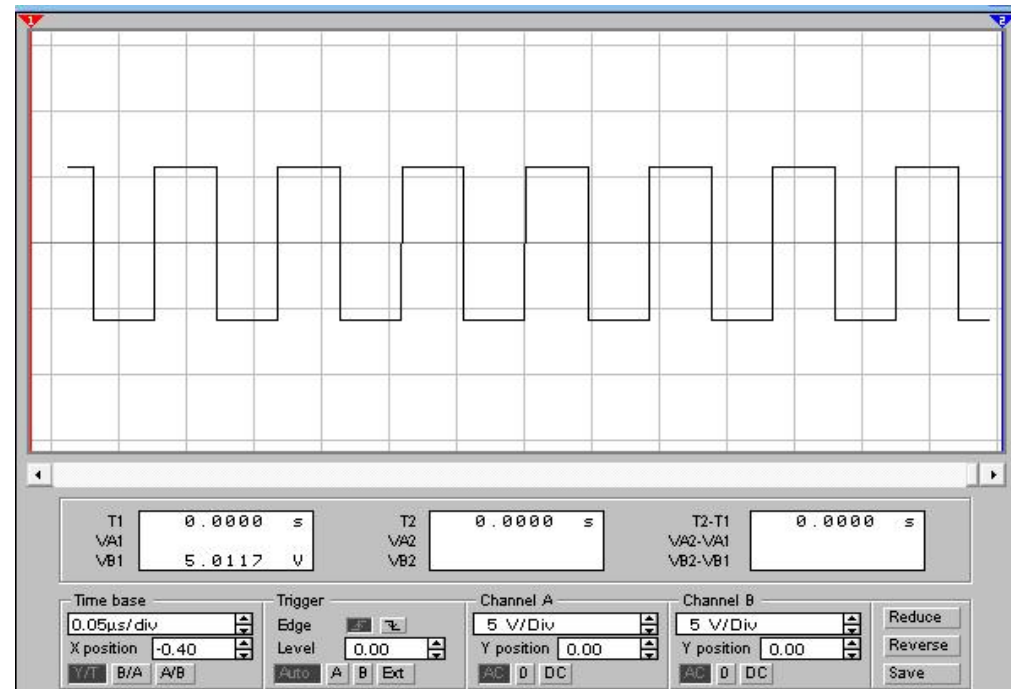 1 2
T1 0.0000 s T2 0.0000 s T2-T1 0.0000 s
VA1 VA2 VA2-VA1
VB1 5.0117 V VB2 VB2-VB1
Time base Trigger Channel A Channel B
0.05µs/div Edge 5 V/Div 5 V/Div Reduce
X position -0.40 Level 0.00 Y position 0.00 Y position 0.00 Reverse
Y/T B/A A/B Auto A B Ext AC 0 DC AC 0 DC Save